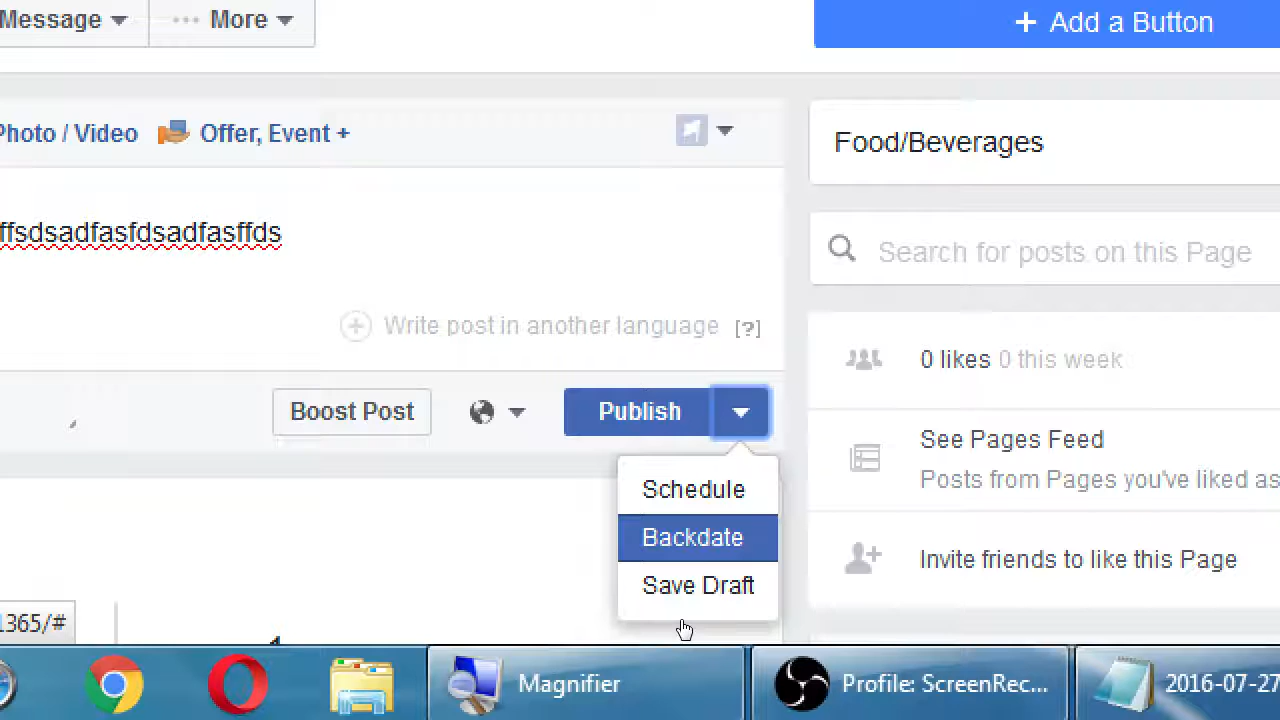 Message
More
+ Add a Button
Photo / Video
Offer, Event +
Food/Beverages
ffsdsadfasfdsadfasffds
Search for posts on this Page
Write post in another language [?]
0 likes 0 this week
Boost Post
Publish
See Pages Feed
Posts from Pages you've liked as
Schedule
Backdate
Save Draft
Invite friends to like this Page
1365/#
Magnifier
Profile: ScreenRec...
2016-07-27